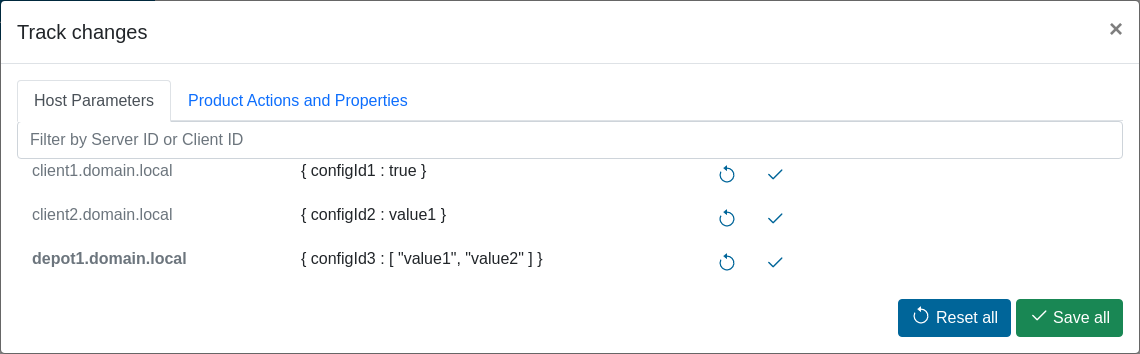 Track changes ×
Host Parameters Product Actions and Properties
Filter by Server ID or Client ID
client1.domain.local { configId1 : true }
client2.domain.local { configId2 : value1 }
depot1.domain.local { configId3 : [ "value1", "value2" ] }
Reset all Save all